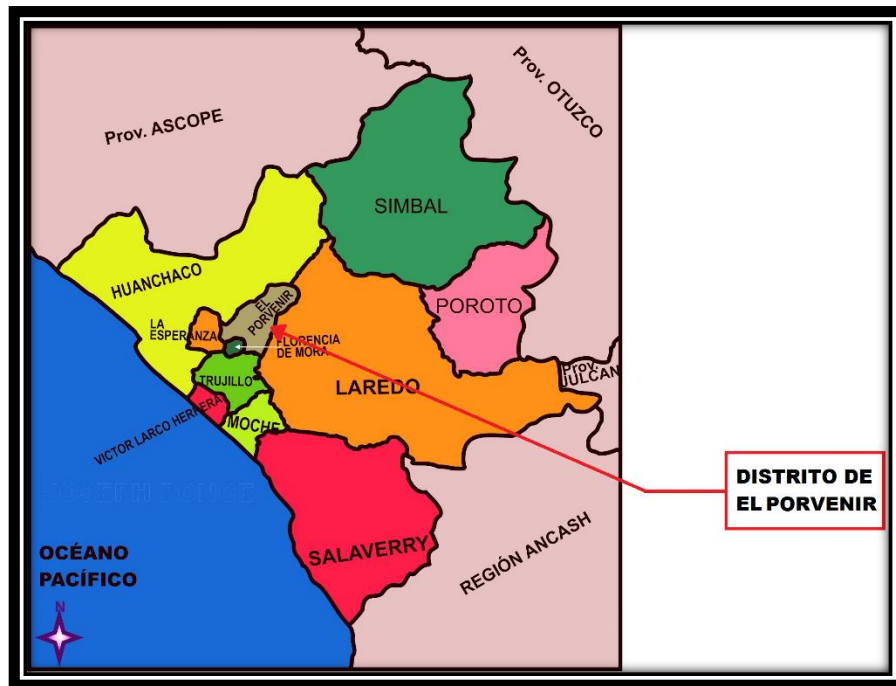 Prov. ASCOPE
Prov. OTUZCO
SIMBAL
HUANCHACO
POROTO
EL
PORVENIR
LA
ESPERANZA
FLORENCIA
DE MORA
Prov.
JULCAN
TRUJILLO
LAREDO
VICTOR LARCO HERRERA
MOCHE
DISTRITO DE
EL PORVENIR
SALAVERRY
REGIÓN ANCASH
OCÉANO
PACÍFICO
N